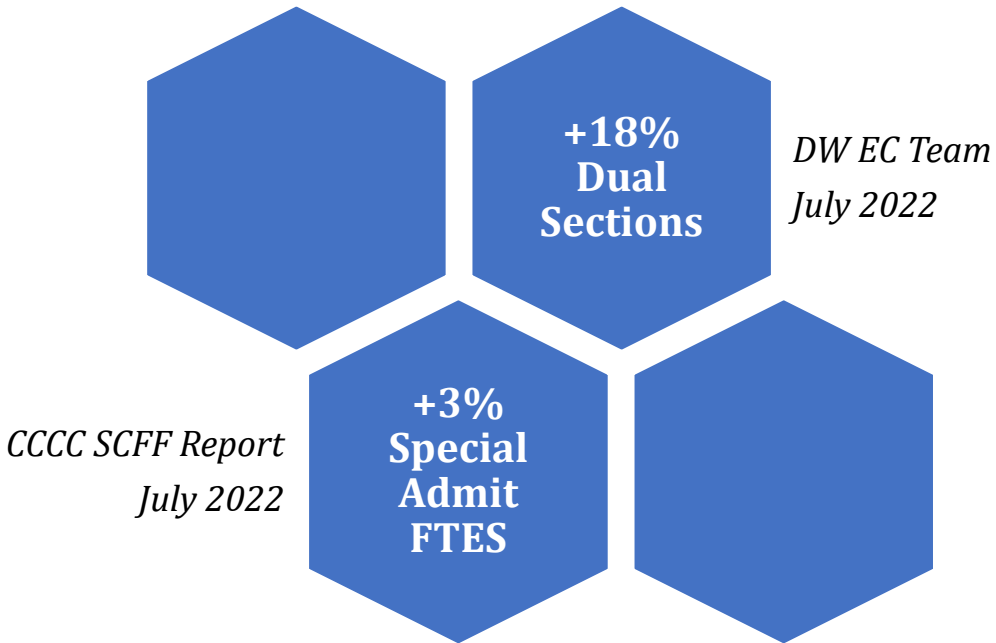 +18%
Dual
Sections
DW EC Team
July 2022
+3%
Special
Admit
FTES
CCCC SCFF Report
July 2022